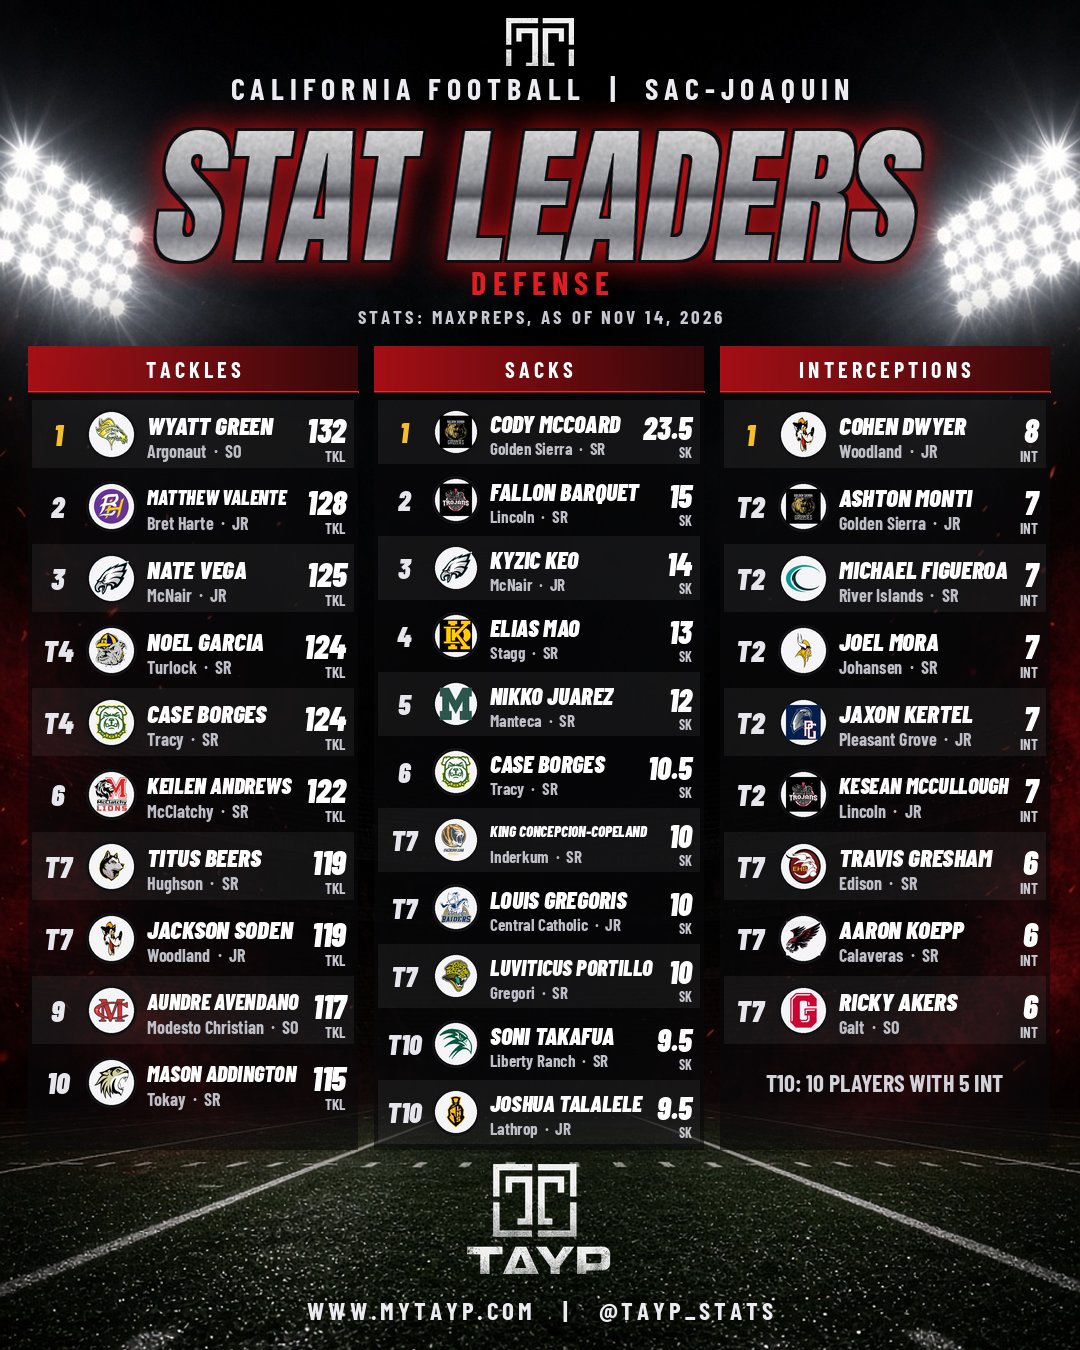 CALIFORNIA FOOTBALL | SAC-JOAQUIN
STAT LEADERS
DEFENSE
STATS: MAXPREPS, AS OF NOV 14, 2026
TACKLES
1 WYATT GREEN 132
Argonaut · SO TKL
2 MATTHEW VALENTE 128
Bret Harte · JR TKL
3 NATE VEGA 125
McNair · JR TKL
T4 NOEL GARCIA 124
Turlock · SR TKL
T4 CASE BORGES 124
Tracy · SR TKL
6 KEILEN ANDREWS 122
McClatchy · SR TKL
T7 TITUS BEERS 119
Hughson · SR TKL
T7 JACKSON SODEN 119
Woodland · JR TKL
9 AUNDRE AVENDANO 117
Modesto Christian · SO TKL
10 MASON ADDINGTON 115
Tokay · SR TKL
SACKS
1 CODY MCCOARD 23.5
Golden Sierra · SR SK
2 FALLON BARQUET 15
Lincoln · SR SK
3 KYZIC KEO 14
McNair · JR SK
4 ELIAS MAO 13
Stagg · SR SK
5 NIKKO JUAREZ 12
Manteca · SR SK
6 CASE BORGES 10.5
Tracy · SR SK
T7 KING CONCEPCION-COPELAND 10
Inderkum · SR SK
T7 LOUIS GREGORIS 10
Central Catholic · JR SK
T7 LUVITICUS PORTILLO 10
Gregori · SR SK
T10 SONI TAKAFUA 9.5
Liberty Ranch · SR SK
T10 JOSHUA TALALELE 9.5
Lathrop · JR SK
INTERCEPTIONS
1 COHEN DWYER 8
Woodland · JR INT
T2 ASHTON MONTI 7
Golden Sierra · JR INT
T2 MICHAEL FIGUEROA 7
River Islands · SR INT
T2 JOEL MORA 7
Johansen · SR INT
T2 JAXON KERTEL 7
Pleasant Grove · JR INT
T2 KESEAN MCCULLOUGH 7
Lincoln · JR INT
T7 TRAVIS GRESHAM 6
Edison · SR INT
T7 AARON KOEPP 6
Calaveras · SR INT
T7 RICKY AKERS 6
Galt · SO INT
T10: 10 PLAYERS WITH 5 INT
TAYP
WWW.MYTAYP.COM | @TAYP_STATS